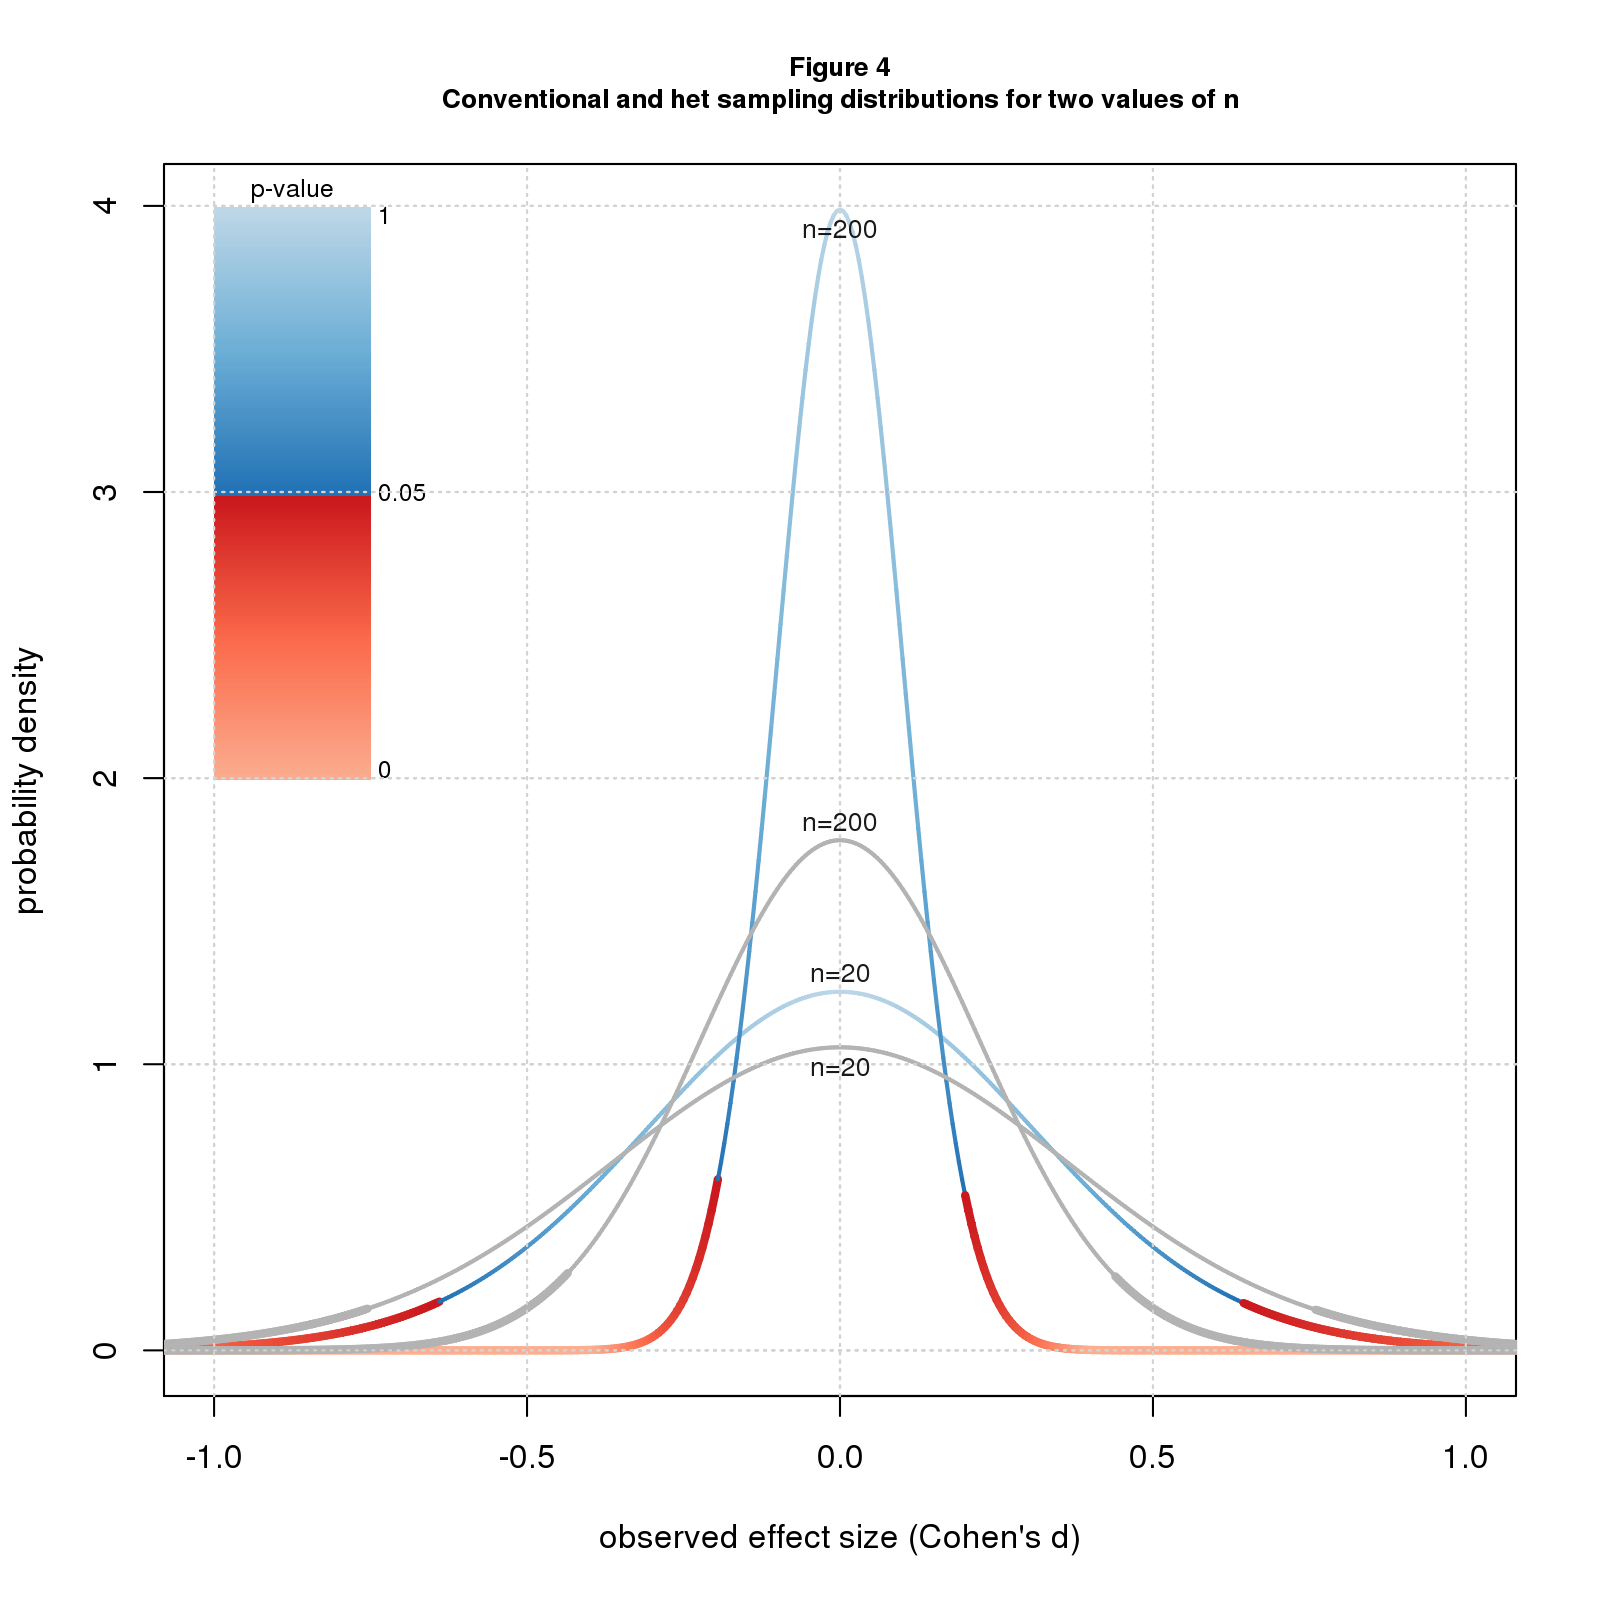 Figure 4
Conventional and het sampling distributions for two values of n
p-value
1
0.05
0
n=200
n=200
n=20
n=20
probability density
4
3
2
1
0
-1.0 -0.5 0.0 0.5 1.0
observed effect size (Cohen's d)